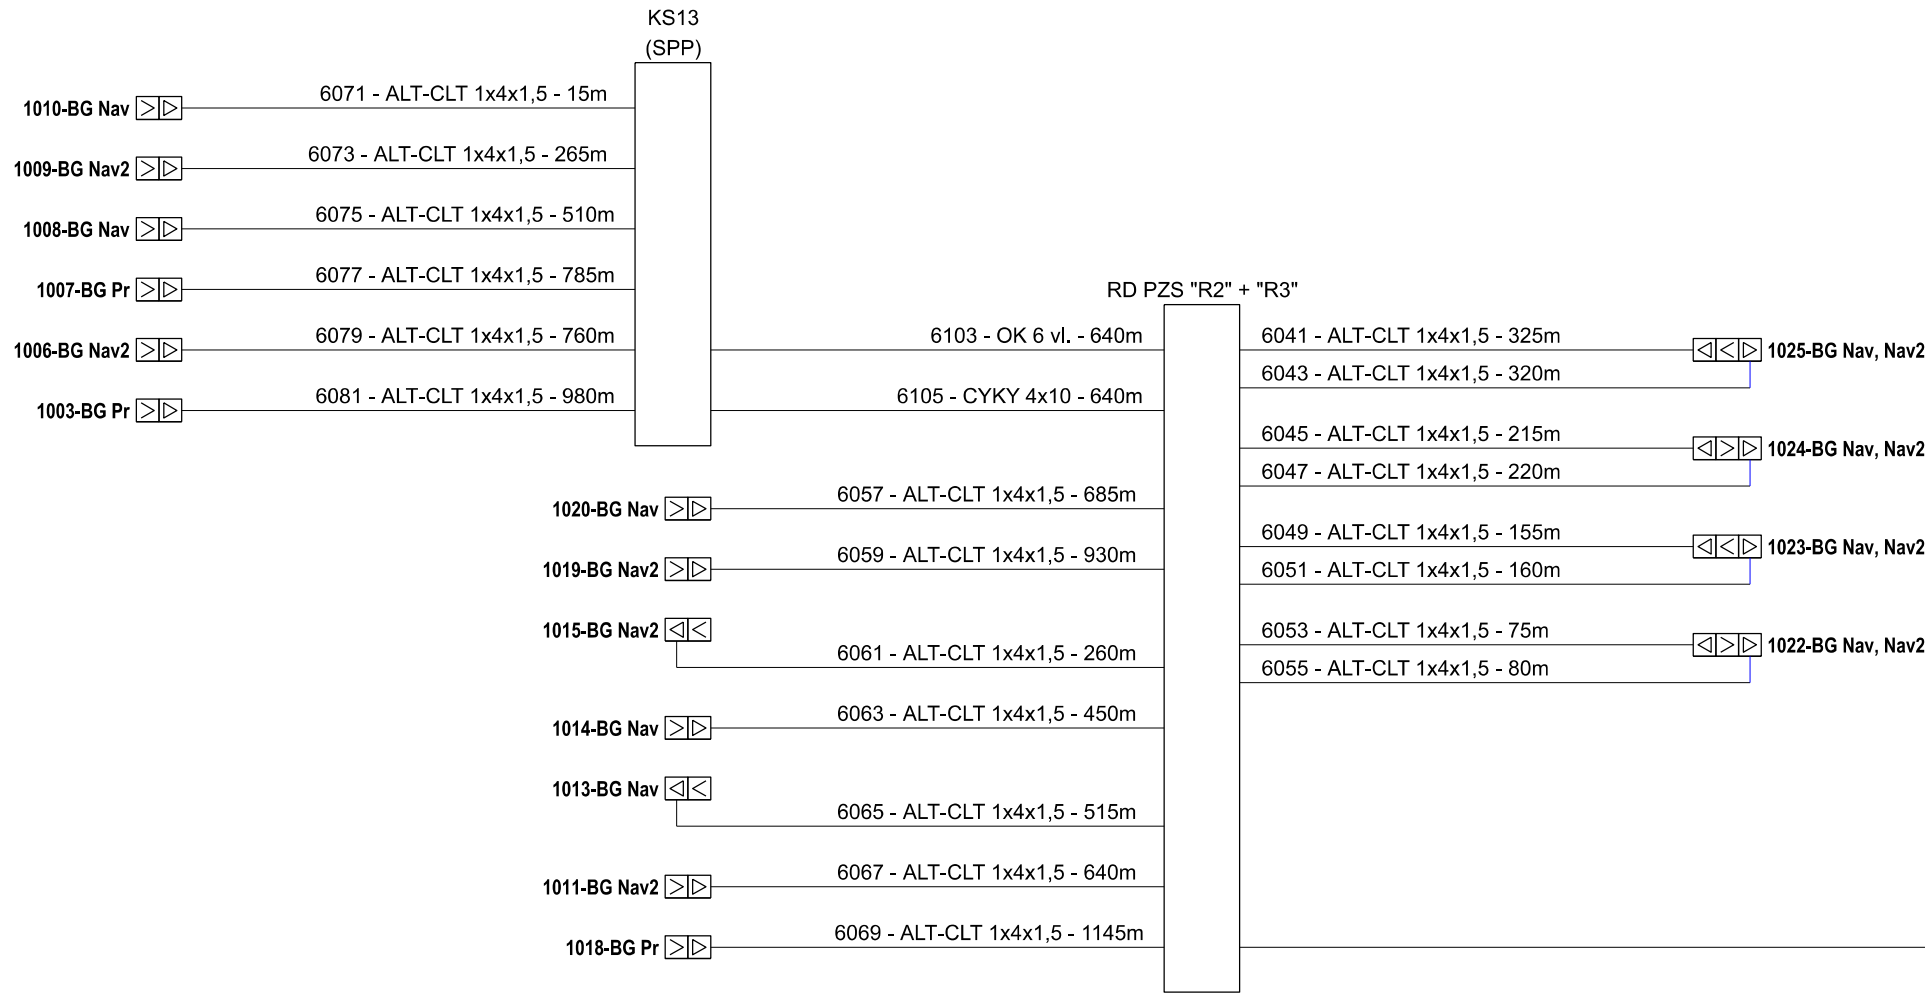 KS13
(SPP)
1010-BG Nav
6071 - ALT-CLT 1x4x1,5 - 15m
1009-BG Nav2
6073 - ALT-CLT 1x4x1,5 - 265m
1008-BG Nav
6075 - ALT-CLT 1x4x1,5 - 510m
1007-BG Pr
6077 - ALT-CLT 1x4x1,5 - 785m
1006-BG Nav2
6079 - ALT-CLT 1x4x1,5 - 760m
1003-BG Pr
6081 - ALT-CLT 1x4x1,5 - 980m
RD PZS "R2" + "R3"
6103 - OK 6 vl. - 640m
6105 - CYKY 4x10 - 640m
1020-BG Nav
6057 - ALT-CLT 1x4x1,5 - 685m
1019-BG Nav2
6059 - ALT-CLT 1x4x1,5 - 930m
1015-BG Nav2
6061 - ALT-CLT 1x4x1,5 - 260m
1014-BG Nav
6063 - ALT-CLT 1x4x1,5 - 450m
1013-BG Nav
6065 - ALT-CLT 1x4x1,5 - 515m
1011-BG Nav2
6067 - ALT-CLT 1x4x1,5 - 640m
1018-BG Pr
6069 - ALT-CLT 1x4x1,5 - 1145m
6041 - ALT-CLT 1x4x1,5 - 325m
1025-BG Nav, Nav2
6043 - ALT-CLT 1x4x1,5 - 320m
6045 - ALT-CLT 1x4x1,5 - 215m
1024-BG Nav, Nav2
6047 - ALT-CLT 1x4x1,5 - 220m
6049 - ALT-CLT 1x4x1,5 - 155m
1023-BG Nav, Nav2
6051 - ALT-CLT 1x4x1,5 - 160m
6053 - ALT-CLT 1x4x1,5 - 75m
1022-BG Nav, Nav2
6055 - ALT-CLT 1x4x1,5 - 80m